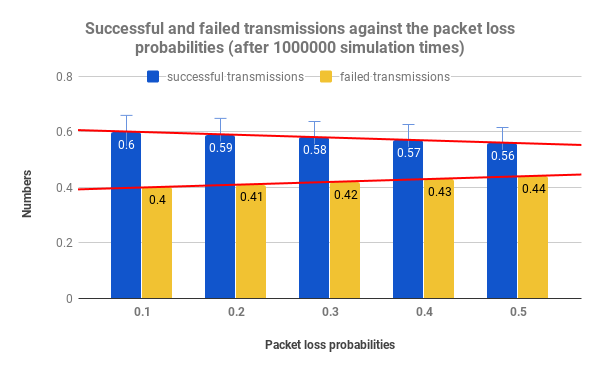 Successful and failed transmissions against the packet loss
probabilities (after 1000000 simulation times)
successful transmissions failed transmissions
Numbers
0.8
0.6
0.4
0.2
0
0.6 0.4 0.59 0.41 0.58 0.42 0.57 0.43 0.56 0.44
0.1 0.2 0.3 0.4 0.5
Packet loss probabilities